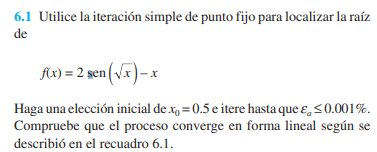 6.1 Utilice la iteración simple de punto fijo para localizar la raíz
de
f(x) = 2 sen(√x) – x
Haga una elección inicial de x₀ = 0.5 e itere hasta que εₐ ≤ 0.001%.
Compruebe que el proceso converge en forma lineal según se
describió en el recuadro 6.1.